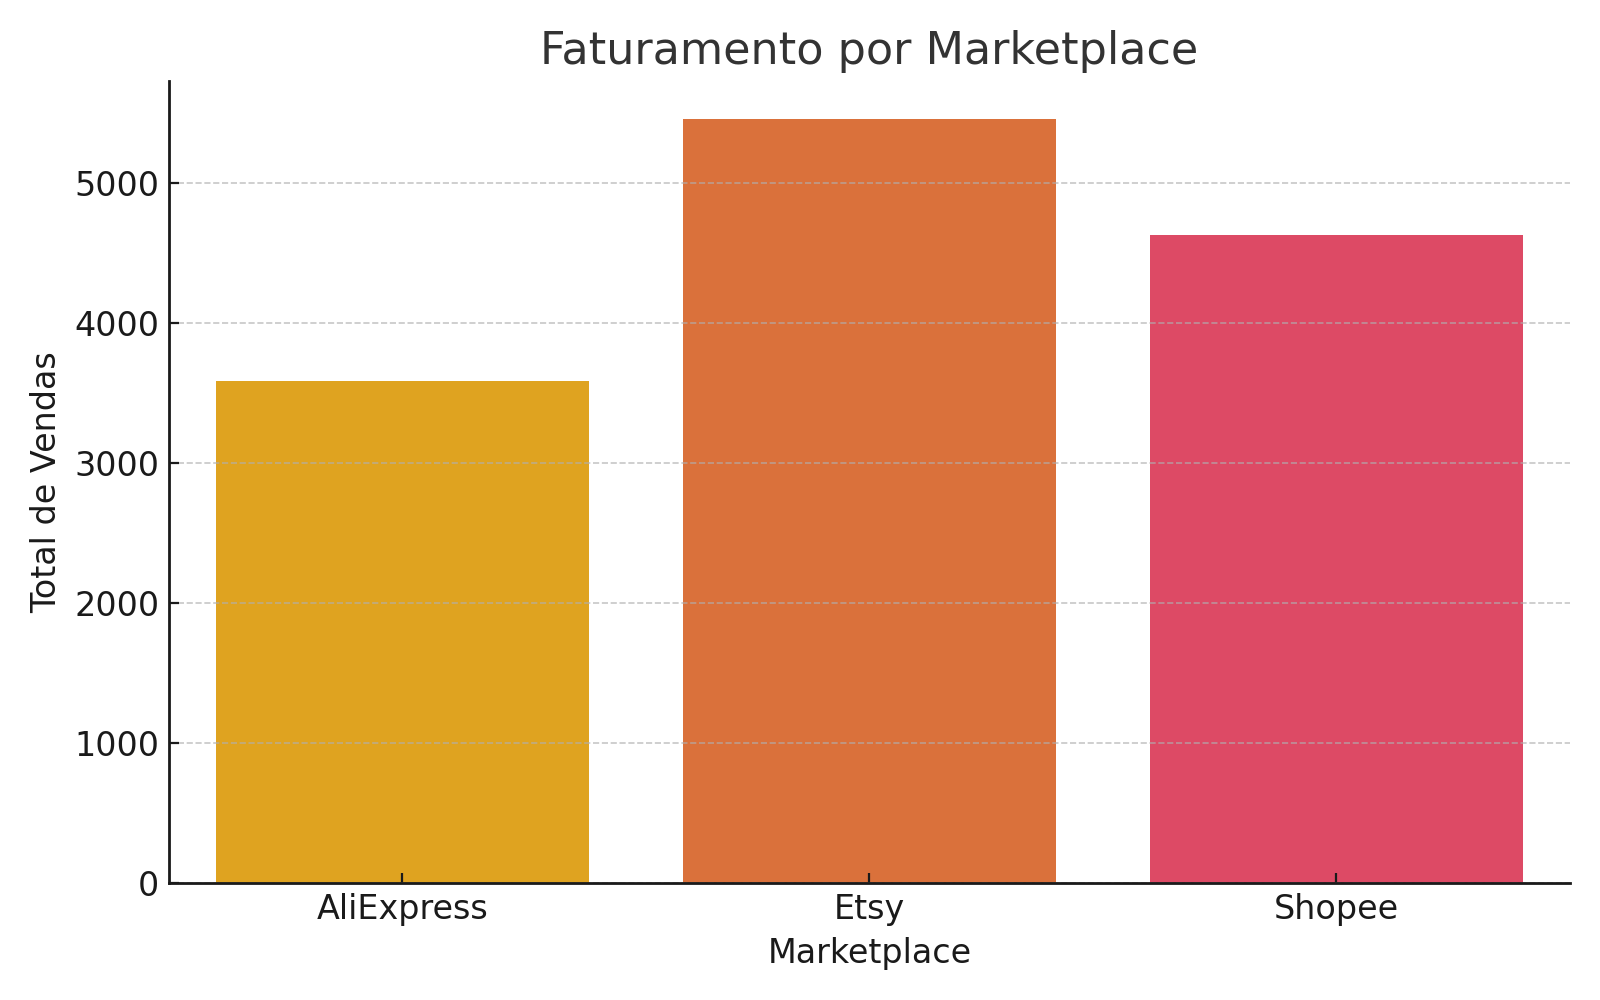 Faturamento por Marketplace
Total de Vendas
5000
4000
3000
2000
1000
0
AliExpress
Etsy
Shopee
Marketplace